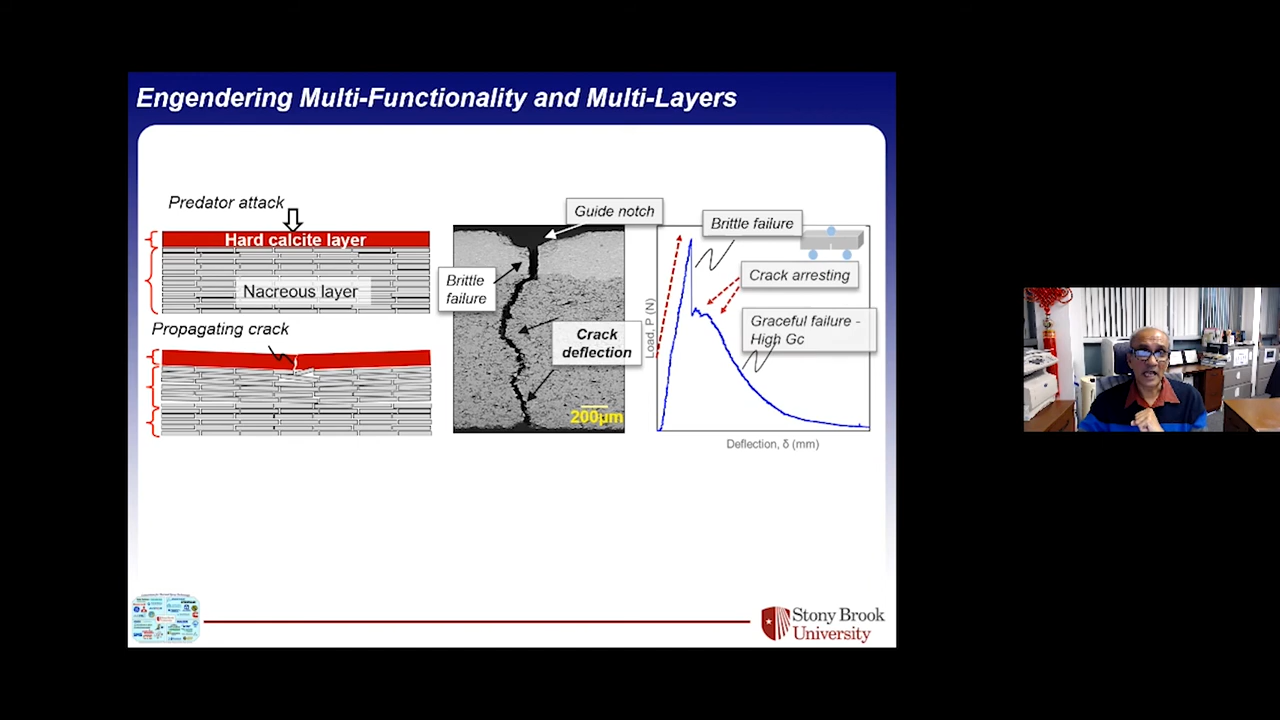 Engendering Multi-Functionality and Multi-Layers
Predator attack
Hard calcite layer
Nacreous layer
Propagating crack
Guide notch
Brittle
failure
Crack
deflection
200μm
Brittle failure
Crack arresting
Graceful failure -
High Gc
Load, P (N)
Deflection, δ (mm)
Stony Brook
University